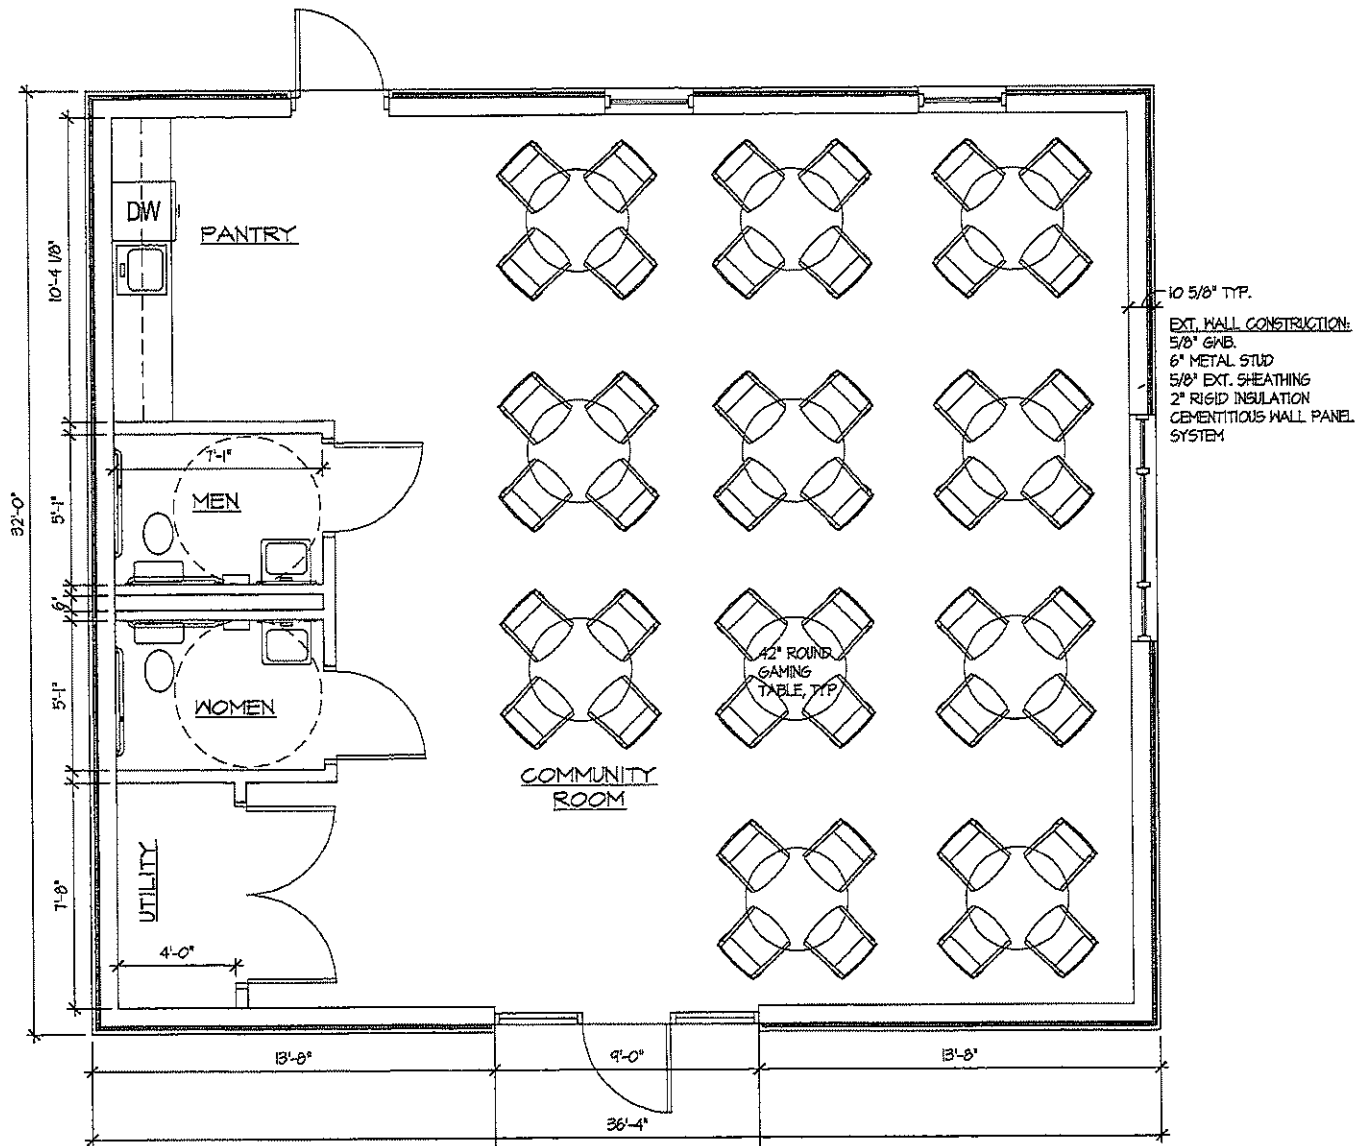 DW
PANTRY
10'-4 1/8"
10 5/8" TYP.
EXT. WALL CONSTRUCTION:
5/8" GWB.
6" METAL STUD
5/8" EXT. SHEATHING
2" RIGID INSULATION
CEMENTITIOUS WALL PANEL
SYSTEM
7'-1"
MEN
5'-1"
32'-0"
6"
5'-1"
WOMEN
42" ROUND
GAMING
TABLE, TYP.
COMMUNITY
ROOM
UTILITY
7'-8"
4'-0"
13'-8"
9'-0"
13'-8"
36'-4"